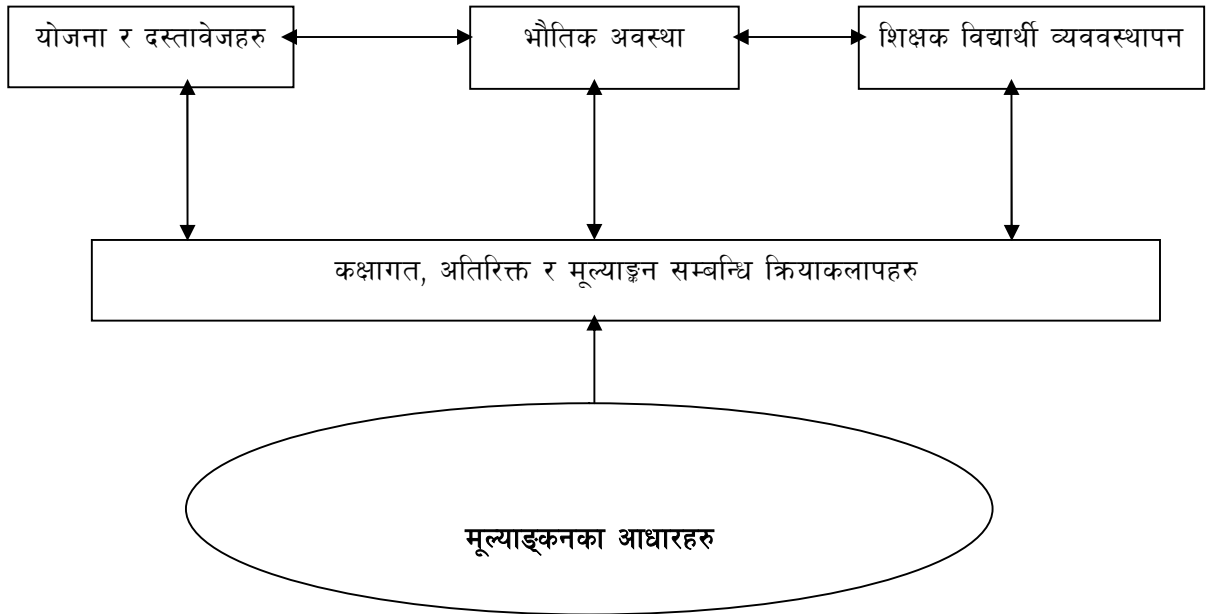 योजना र दस्तावेजहरु
भौतिक अवस्था
शिक्षक विद्यार्थी व्यववस्थापन
कक्षागत, अतिरिक्त र मूल्याङ्कन सम्बन्धि क्रियाकलापहरु
मूल्याङ्कनका आधारहरु